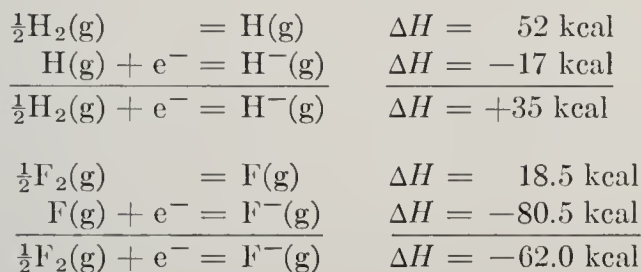 ½H₂(g) = H(g) ΔH = 52 kcal
H(g) + e⁻ = H⁻(g) ΔH = −17 kcal
½H₂(g) + e⁻ = H⁻(g) ΔH = +35 kcal
½F₂(g) = F(g) ΔH = 18.5 kcal
F(g) + e⁻ = F⁻(g) ΔH = −80.5 kcal
½F₂(g) + e⁻ = F⁻(g) ΔH = −62.0 kcal